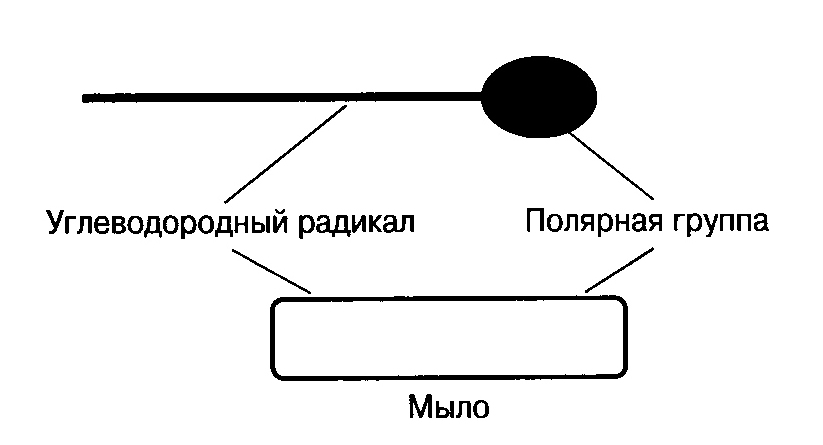 Углеводородный радикал
Полярная группа
Мыло